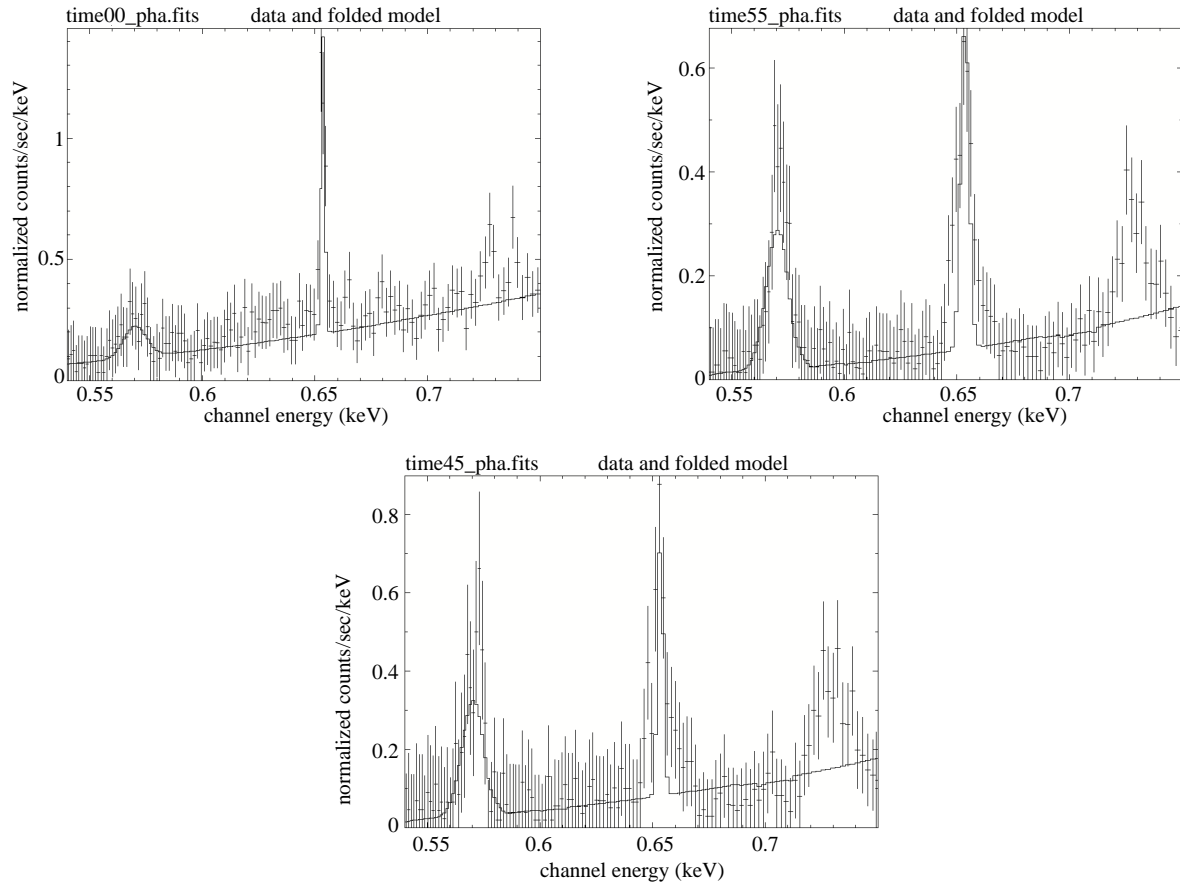 time00_pha.fits data and folded model
normalized counts/sec/keV
1
0.5
0
0.55 0.6 0.65 0.7
channel energy (keV)
time55_pha.fits data and folded model
normalized counts/sec/keV
0.6
0.4
0.2
0
0.55 0.6 0.65 0.7
channel energy (keV)
time45_pha.fits data and folded model
normalized counts/sec/keV
0.8
0.6
0.4
0.2
0
0.55 0.6 0.65 0.7
channel energy (keV)